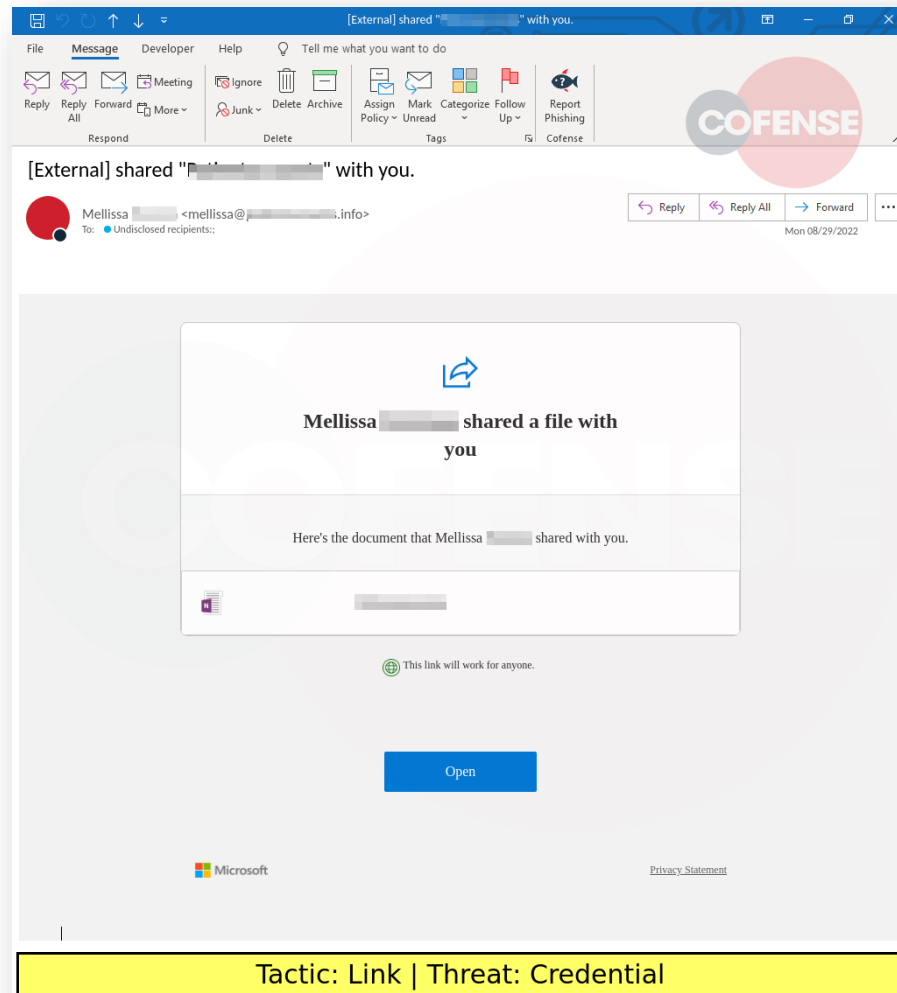 [External] shared " " with you.
File Message Developer Help Tell me what you want to do
Meeting Ignore
Reply Reply Forward More Junk Delete Archive Assign Mark Categorize Follow Report
All Policy Unread Up Phishing
Respond Delete Tags Cofense
COFENSE
[External] shared " " with you.
Mellissa <mellissa@ .info>
Reply Reply All Forward ...
To: Undisclosed recipients:;
Mon 08/29/2022
Mellissa shared a file with
you
COFENSE
Here's the document that Mellissa shared with you.
N
This link will work for anyone.
Open
Microsoft
Privacy Statement
Tactic: Link | Threat: Credential